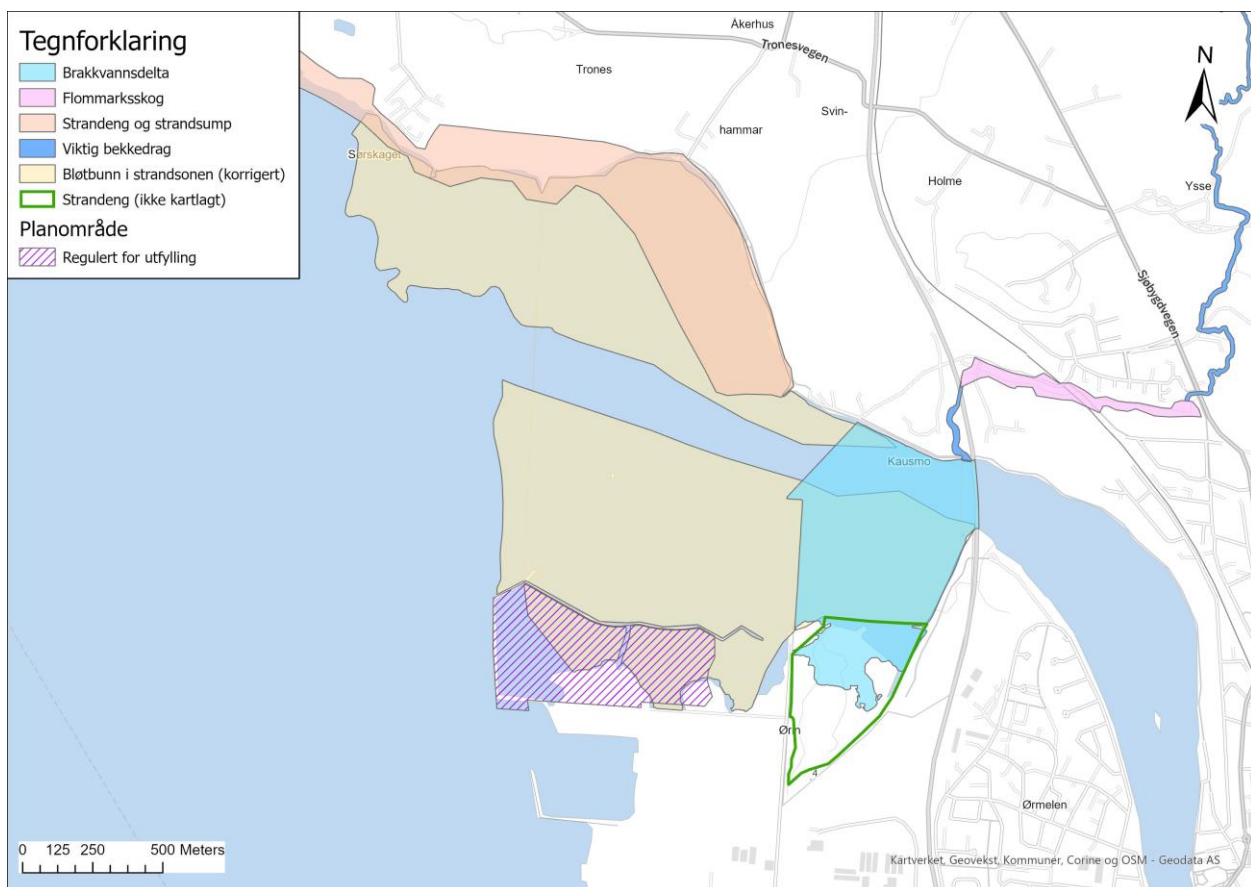 Tegnforklaring
Brakkvannsdelta
Flommarksskog
Strandeng og strandsump
Viktig bekkedrag
Bløtbunn i strandsonen (korrigert)
Strandeng (ikke kartlagt)
Planområde
Regulert for utfylling
Åkerhus
Tronesvegen
Trones
Svin-
hammar
N
Holme
Ysse
Sørskaget
Sjøbygdvegen
Kausmo
Ørin
4
Ørmelen
0 125 250 500 Meters
Kartverket, Geovekst, Kommuner, Corine og OSM - Geodata AS